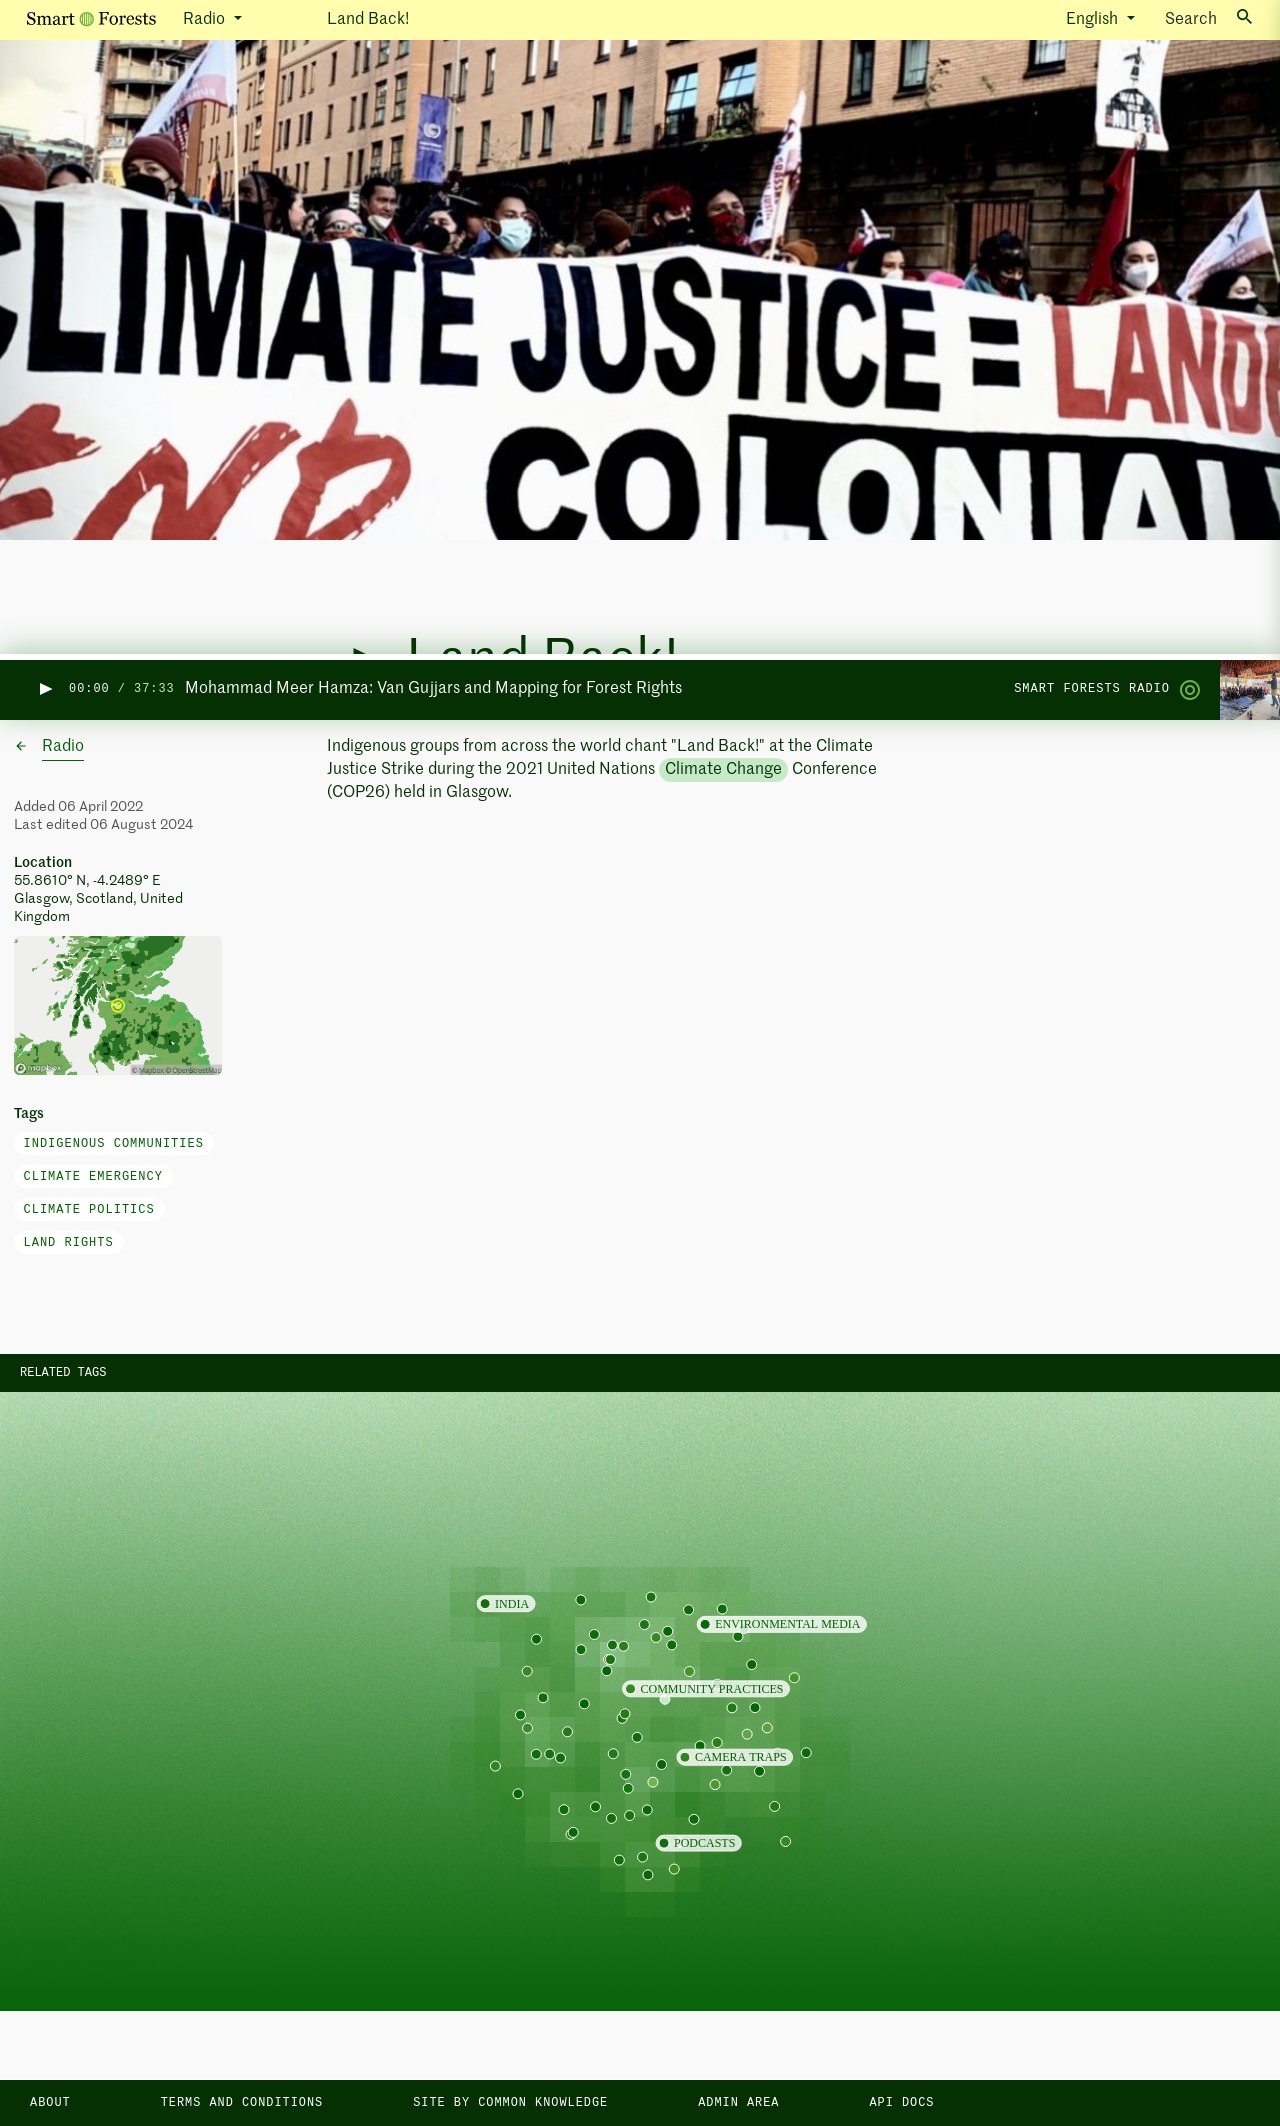 Smart Forests Radio Land Back! English Search
NO LIFE
CLIMATE JUSTICE = LAND
END COLONIAL
Land Back!
00:00 / 37:33 Mohammad Meer Hamza: Van Gujjars and Mapping for Forest Rights SMART FORESTS RADIO
Radio
Indigenous groups from across the world chant "Land Back!" at the Climate
Justice Strike during the 2021 United Nations Climate Change Conference
(COP26) held in Glasgow.
Added 06 April 2022
Last edited 06 August 2024
Location
55.8610° N, -4.2489° E
Glasgow, Scotland, United
Kingdom
mapbox © Mapbox © OpenStreetMap
Tags
INDIGENOUS COMMUNITIES
CLIMATE EMERGENCY
CLIMATE POLITICS
LAND RIGHTS
RELATED TAGS
INDIA
ENVIRONMENTAL MEDIA
COMMUNITY PRACTICES
CAMERA TRAPS
PODCASTS
ABOUT TERMS AND CONDITIONS SITE BY COMMON KNOWLEDGE ADMIN AREA API DOCS